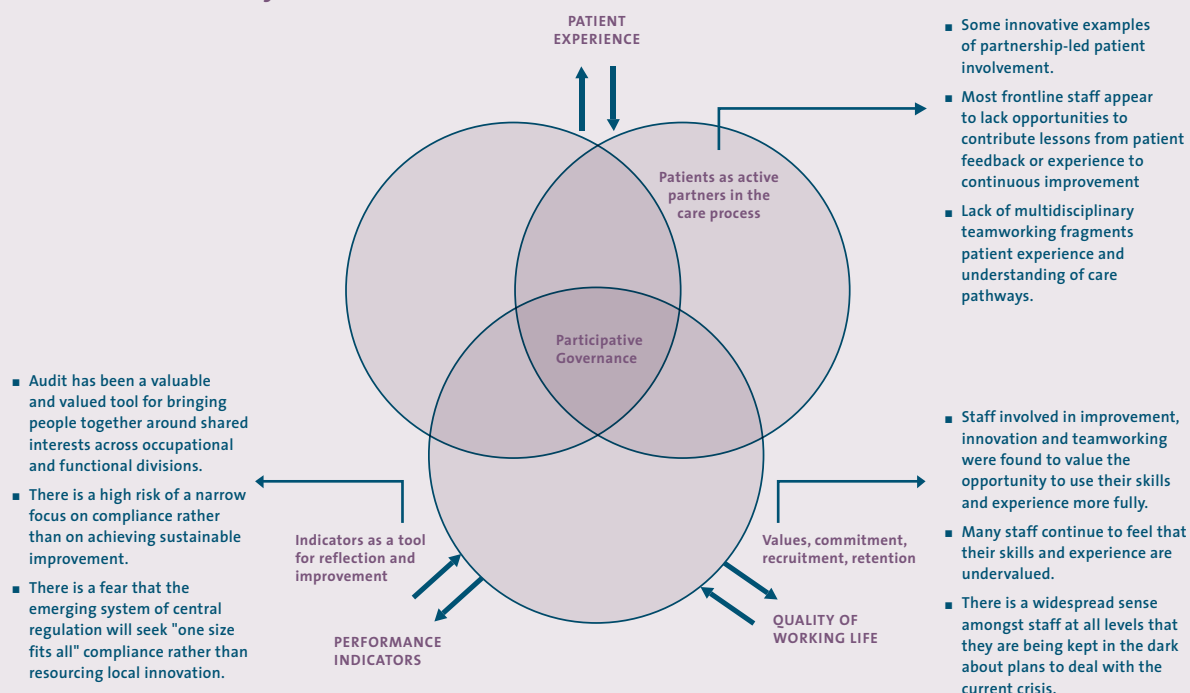 PATIENT
EXPERIENCE
Some innovative examples
of partnership-led patient
involvement.
Most frontline staff appear
to lack opportunities to
contribute lessons from patient
feedback or experience to
continuous improvement
Lack of multidisciplinary
teamworking fragments
patient experience and
understanding of care
pathways.
Patients as active
partners in the
care process
Participative
Governance
Audit has been a valuable
and valued tool for bringing
people together around shared
interests across occupational
and functional divisions.
There is a high risk of a narrow
focus on compliance rather
than on achieving sustainable
improvement.
There is a fear that the
emerging system of central
regulation will seek "one size
fits all" compliance rather than
resourcing local innovation.
Indicators as a tool
for reflection and
improvement
PERFORMANCE
INDICATORS
Values, commitment,
recruitment, retention
QUALITY OF
WORKING LIFE
Staff involved in improvement,
innovation and teamworking
were found to value the
opportunity to use their skills
and experience more fully.
Many staff continue to feel that
their skills and experience are
undervalued.
There is a widespread sense
amongst staff at all levels that
they are being kept in the dark
about plans to deal with the
current crisis.